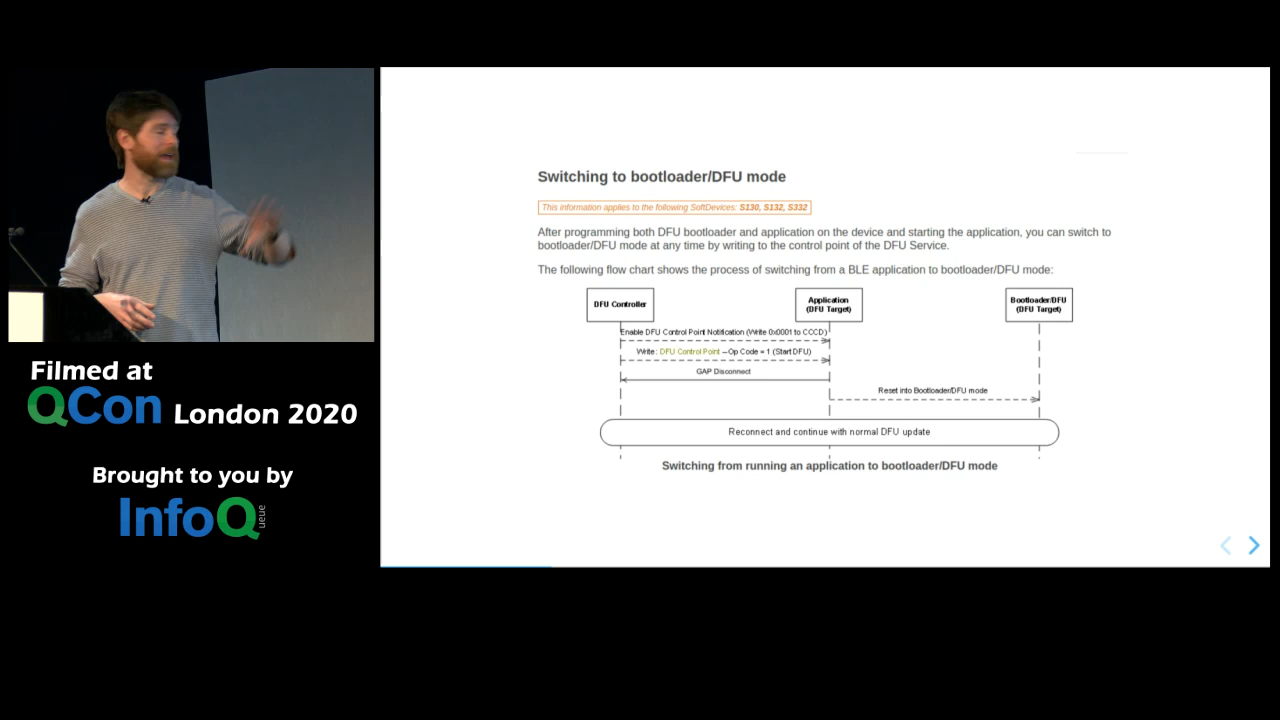 Filmed at
QCon London 2020
Brought to you by
InfoQ
ueue
Switching to bootloader/DFU mode
This information applies to the following SoftDevices: S130, S132, S332
After programming both DFU bootloader and application on the device and starting the application, you can switch to
bootloader/DFU mode at any time by writing to the control point of the DFU Service.
The following flow chart shows the process of switching from a BLE application to bootloader/DFU mode:
DFU Controller
Application
(DFU Target)
Bootloader/DFU
(DFU Target)
Enable DFU Control Point Notification (Write 0x0001 to CCCD)
Write : DFU Control Point – Op Code = 1 (Start DFU)
GAP Disconnect
Reset into Bootloader/DFU mode
Reconnect and continue with normal DFU update
Switching from running an application to bootloader/DFU mode